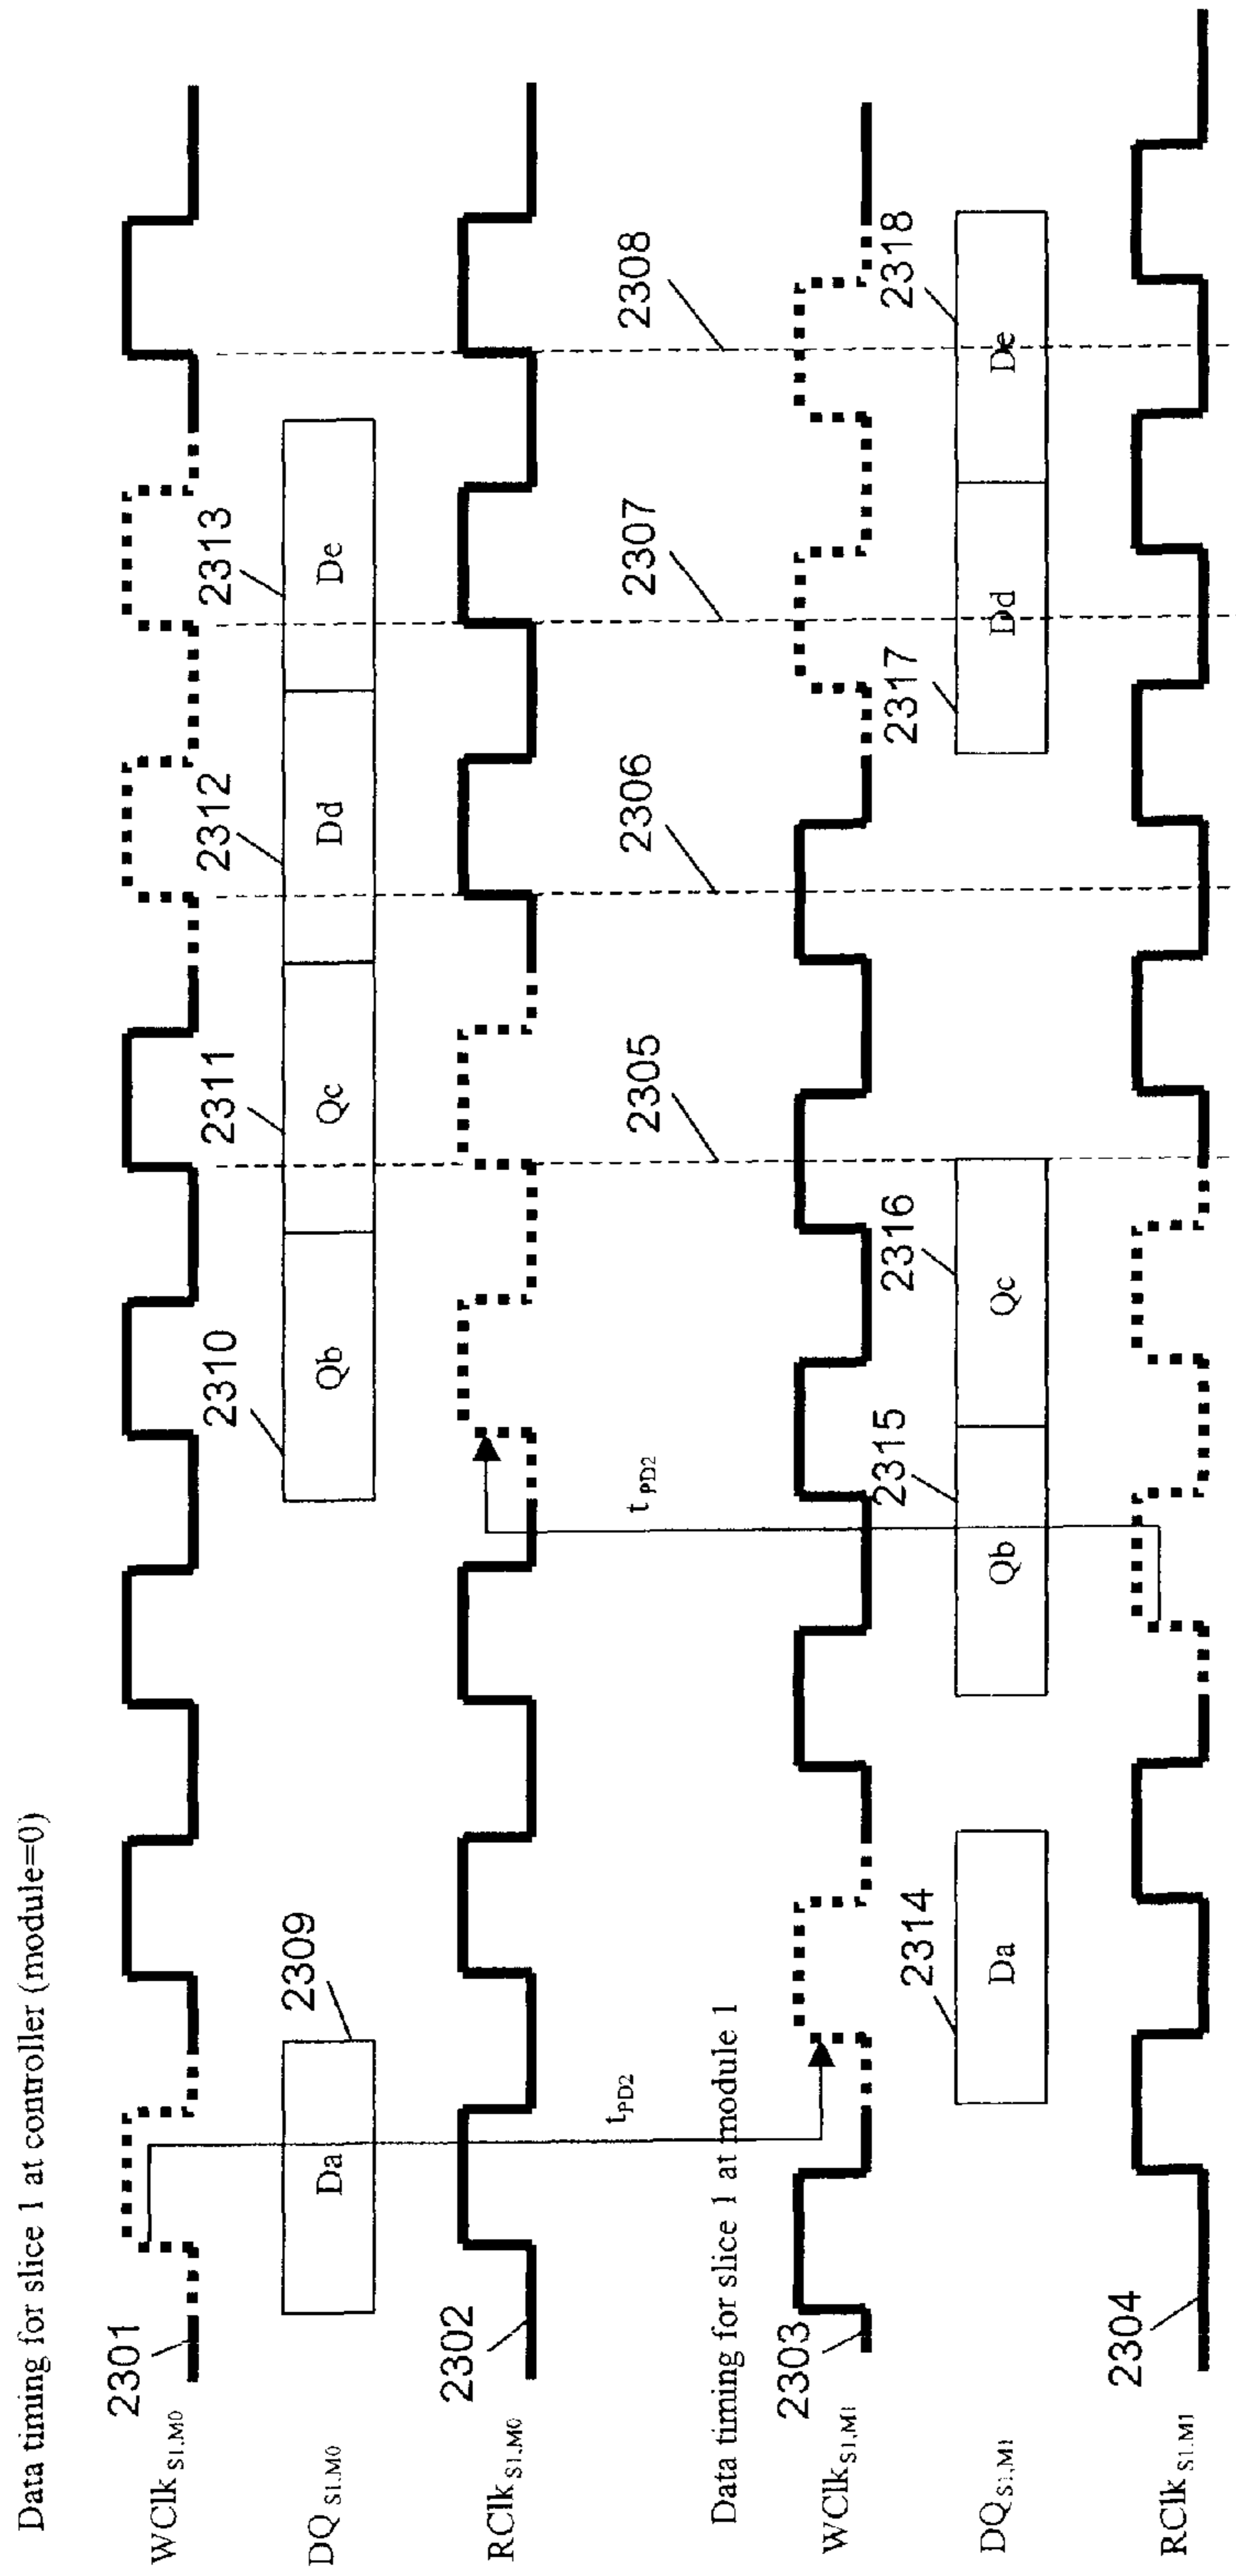 Data timing for slice 1 at controller (module=0)
WClk S1,M0
2301
DQ S1,M0
Da
2309
Qb
2310
Qc
2311
Dd
2312
De
2313
RClk S1,M0
2302
tPD2
tPD2
2305
2306
2307
2308
Data timing for slice 1 at module 1
WClk S1,M1
2303
DQ S1,M1
Da
2314
Qb
2315
Qc
2316
Dd
2317
De
2318
RClk S1,M1
2304